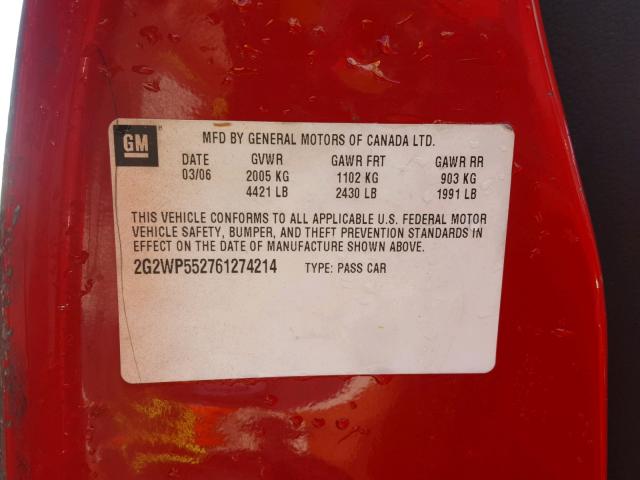 GM
MFD BY GENERAL MOTORS OF CANADA LTD.
DATE GVWR GAWR FRT GAWR RR
03/06 2005 KG 1102 KG 903 KG
4421 LB 2430 LB 1991 LB
THIS VEHICLE CONFORMS TO ALL APPLICABLE U.S. FEDERAL MOTOR
VEHICLE SAFETY, BUMPER, AND THEFT PREVENTION STANDARDS IN
EFFECT ON THE DATE OF MANUFACTURE SHOWN ABOVE.
2G2WP552761274214 TYPE: PASS CAR